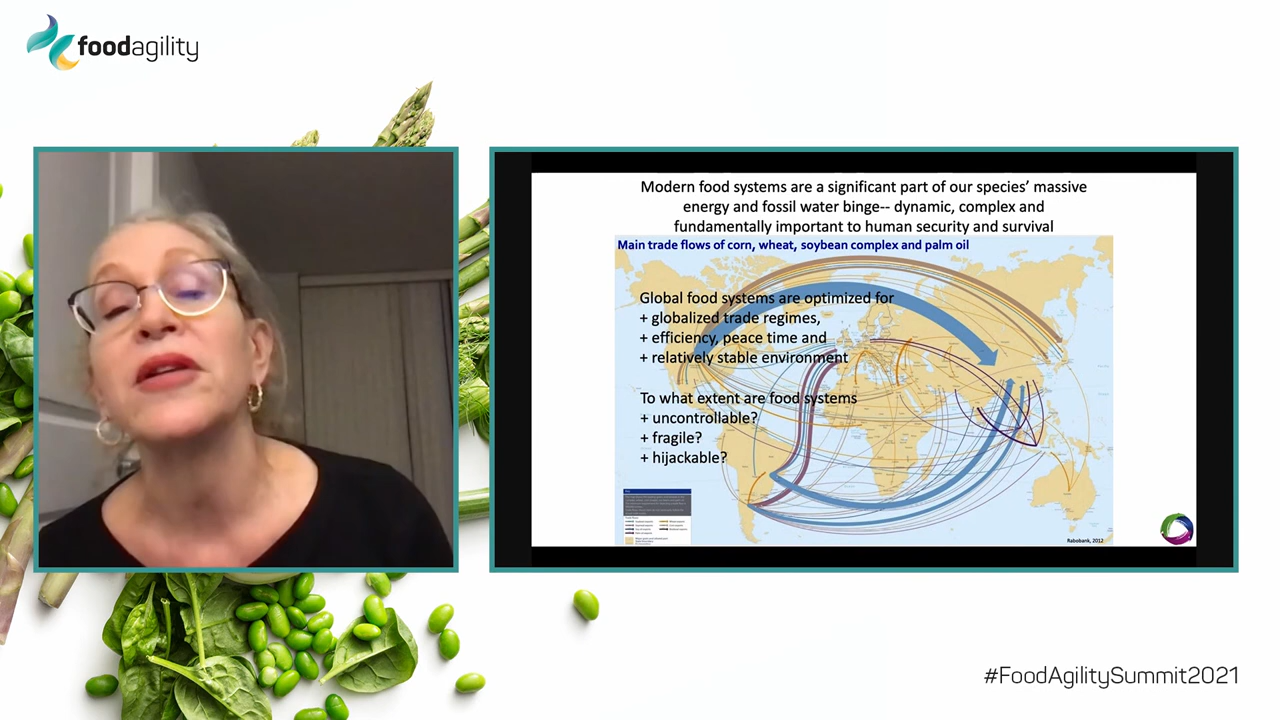 foodagility
Modern food systems are a significant part of our species' massive
energy and fossil water binge-- dynamic, complex and
fundamentally important to human security and survival
Main trade flows of corn, wheat, soybean complex and palm oil
Global food systems are optimized for
+ globalized trade regimes,
+ efficiency, peace time and
+ relatively stable environment
To what extent are food systems
+ uncontrollable?
+ fragile?
+ hijackable?
Rabobank, 2012
#FoodAgilitySummit2021